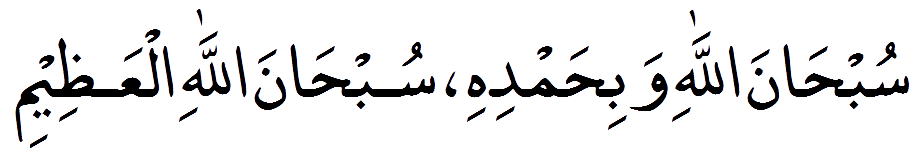 سُبْحَانَ اللَّهِ وَ بِحَمْدِهِ، سُبْحَانَ اللَّهِ الْعَظِيْمِ